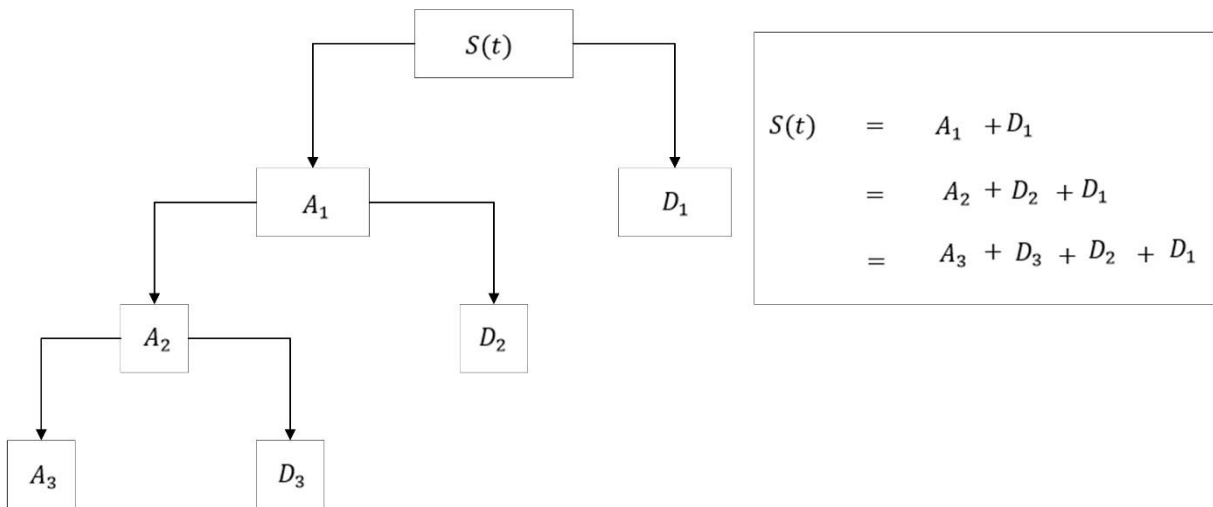 S(t)
A₁
D₁
A₂
D₂
A₃
D₃
S(t) = A₁ + D₁
= A₂ + D₂ + D₁
= A₃ + D₃ + D₂ + D₁